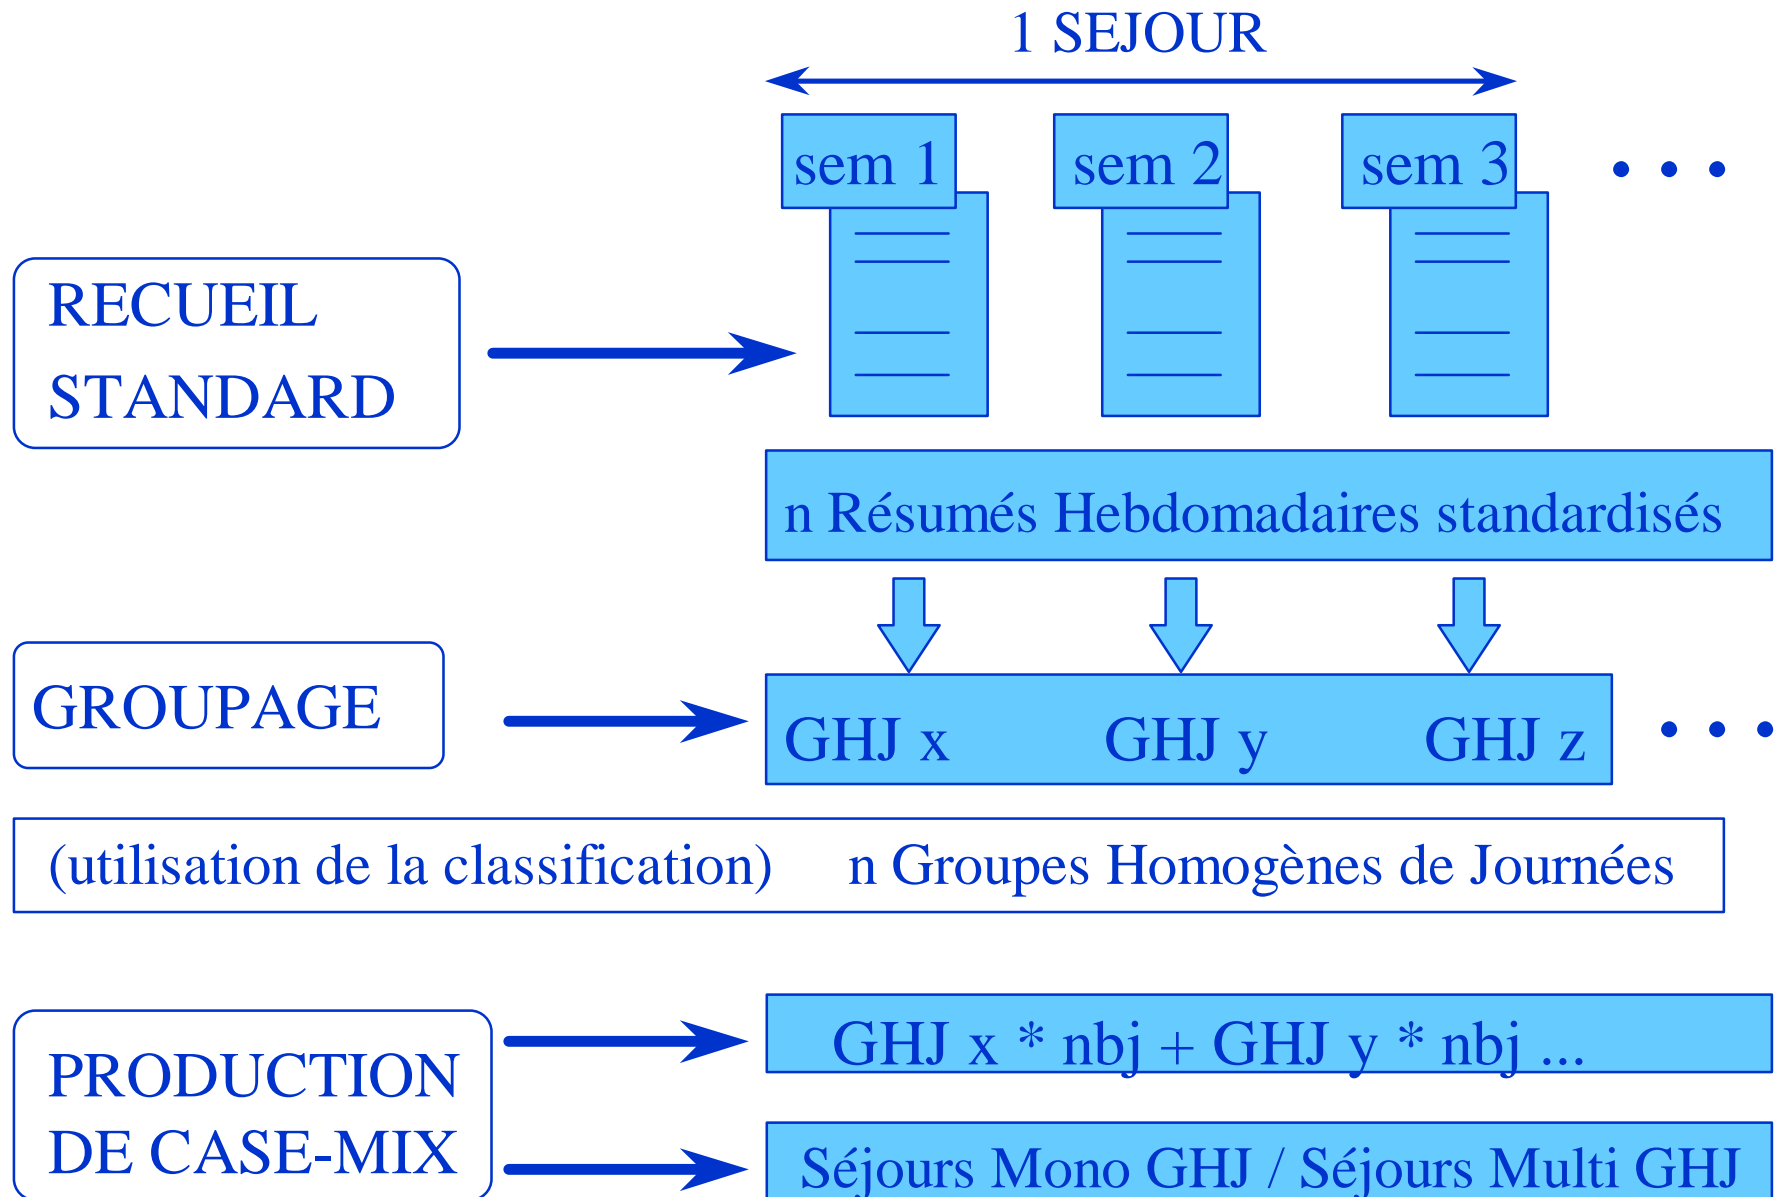 1 SEJOUR
sem 1 sem 2 sem 3 • • •
RECUEIL
STANDARD
n Résumés Hebdomadaires standardisés
GROUPAGE
GHJ x GHJ y GHJ z • • •
(utilisation de la classification) n Groupes Homogènes de Journées
PRODUCTION
DE CASE-MIX
GHJ x * nbj + GHJ y * nbj ...
Séjours Mono GHJ / Séjours Multi GHJ